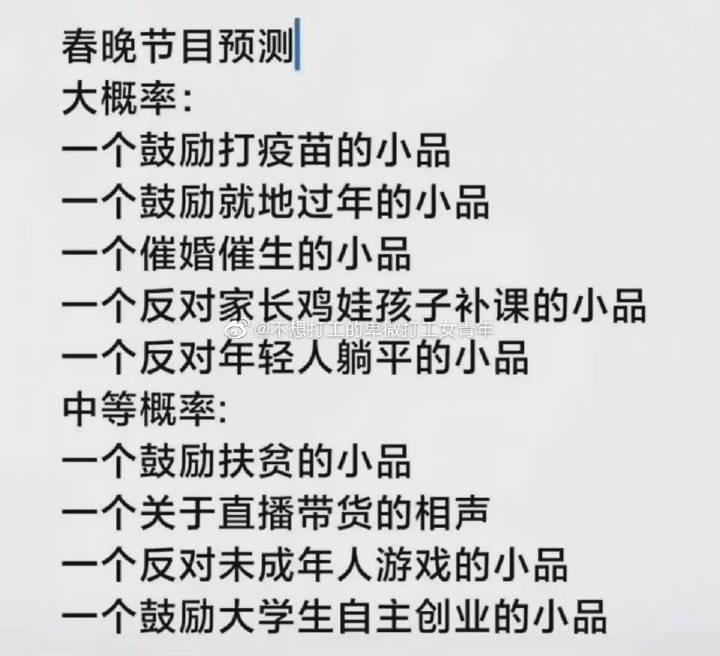 春晚节目预测
大概率：
一个鼓励打疫苗的小品
一个鼓励就地过年的小品
一个催婚催生的小品
一个反对家长鸡娃孩子补课的小品
@不想打工的卑微打工女青年
一个反对年轻人躺平的小品
中等概率:
一个鼓励扶贫的小品
一个关于直播带货的相声
一个反对未成年人游戏的小品
一个鼓励大学生自主创业的小品